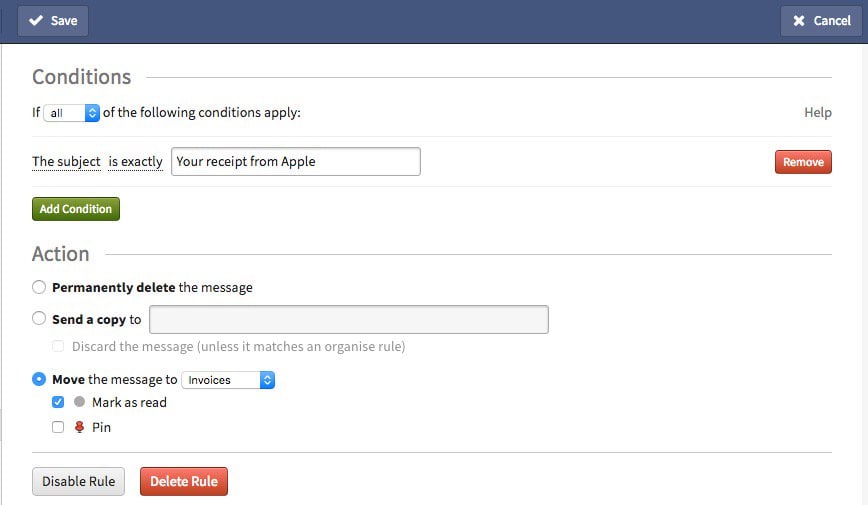 Save Cancel
Conditions
If all of the following conditions apply: Help
The subject is exactly Your receipt from Apple Remove
Add Condition
Action
Permanently delete the message
Send a copy to
Discard the message (unless it matches an organise rule)
Move the message to Invoices
Mark as read
Pin
Disable Rule Delete Rule